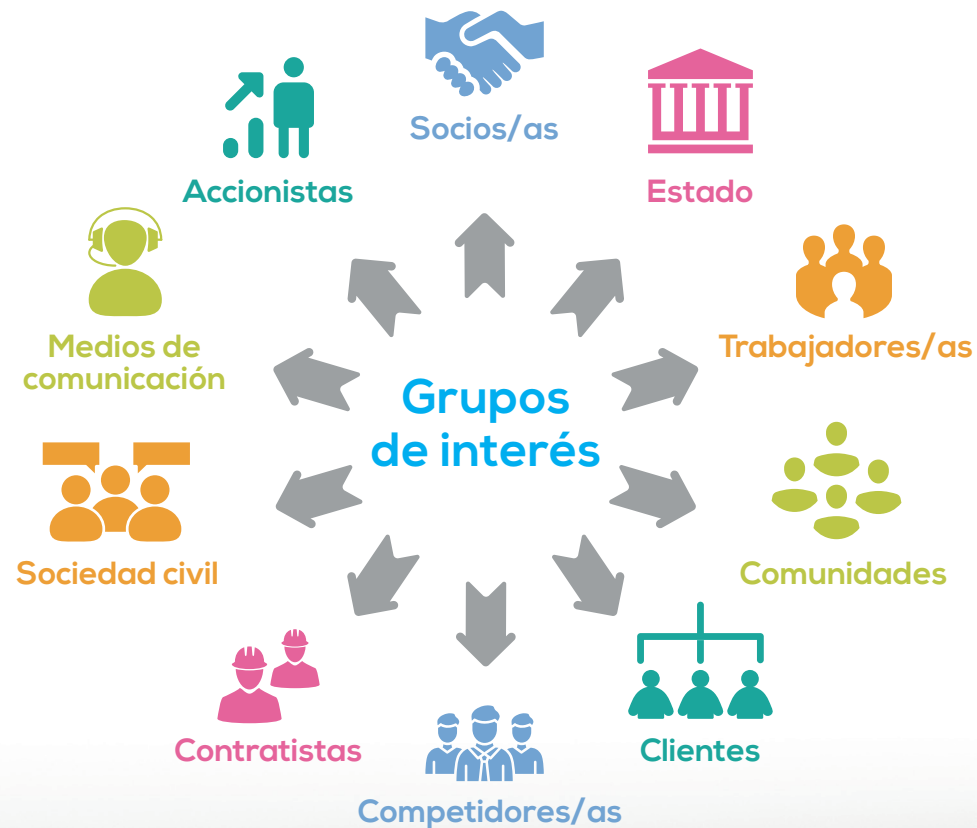 Socios/as
Accionistas
Estado
Medios de
comunicación
Trabajadores/as
Grupos
de interés
Sociedad civil
Comunidades
Contratistas
Clientes
Competidores/as